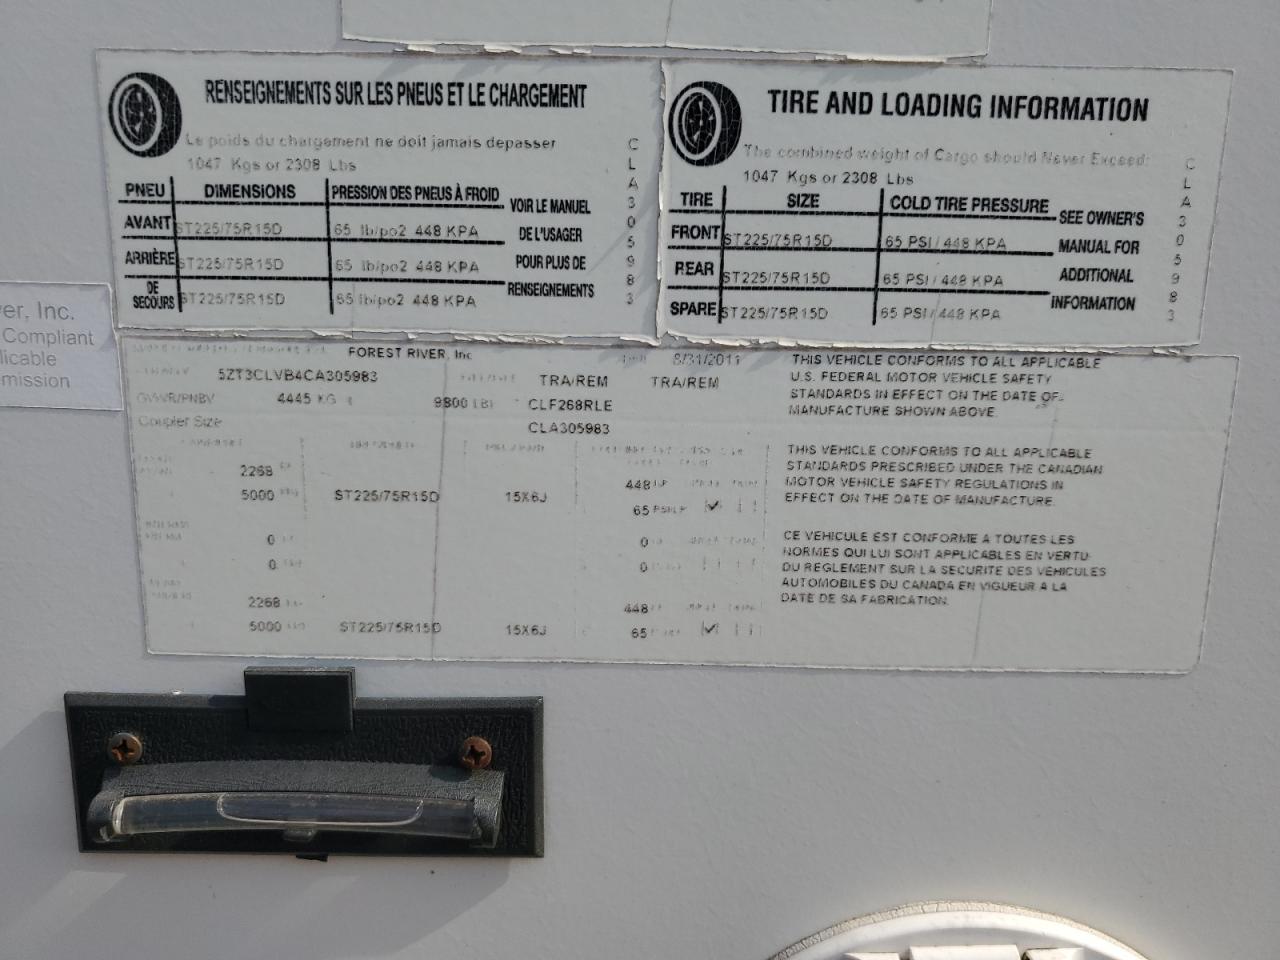 RENSEIGNEMENTS SUR LES PNEUS ET LE CHARGEMENT
Le poids du chargement ne doit jamais depasser
1047 Kgs or 2308 Lbs
PNEU DIMENSIONS PRESSION DES PNEUS À FROID
AVANT ST225/75R15D 65 lb/po2 448 KPA
ARRIÈRE ST225/75R15D 65 lb/po2 448 KPA
DE SECOURS ST225/75R15D 65 lb/po2 448 KPA
VOIR LE MANUEL
DE L'USAGER
POUR PLUS DE
RENSEIGNEMENTS
CLA305983
TIRE AND LOADING INFORMATION
The combined weight of Cargo should Never Exceed:
1047 Kgs or 2308 Lbs
TIRE SIZE COLD TIRE PRESSURE
FRONT ST225/75R15D 65 PSI / 448 KPA
REAR ST225/75R15D 65 PSI / 448 KPA
SPARE ST225/75R15D 65 PSI / 448 KPA
SEE OWNER'S
MANUAL FOR
ADDITIONAL
INFORMATION
CLA305983
ver, Inc.
Compliant
licable
mission
FOREST RIVER, Inc 8/31/2011
5ZT3CLVB4CA305983 TRA/REM TRA/REM
GVWR/PNBV 4445 KG 9800 LB CLF268RLE
Coupler Size CLA305983
2268 448
5000 ST225/75R15D 15X6J 65
0 0
0 0
2268 448
5000 ST225/75R15D 15X6J 65
THIS VEHICLE CONFORMS TO ALL APPLICABLE
U.S. FEDERAL MOTOR VEHICLE SAFETY
STANDARDS IN EFFECT ON THE DATE OF
MANUFACTURE SHOWN ABOVE.
THIS VEHICLE CONFORMS TO ALL APPLICABLE
STANDARDS PRESCRIBED UNDER THE CANADIAN
MOTOR VEHICLE SAFETY REGULATIONS IN
EFFECT ON THE DATE OF MANUFACTURE.
CE VEHICULE EST CONFORME A TOUTES LES
NORMES QUI LUI SONT APPLICABLES EN VERTU
DU REGLEMENT SUR LA SECURITE DES VEHICULES
AUTOMOBILES DU CANADA EN VIGUEUR A LA
DATE DE SA FABRICATION.